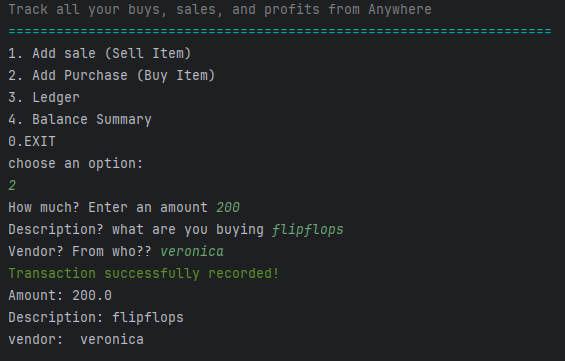 Track all your buys, sales, and profits from Anywhere
====================================================================
1. Add sale (Sell Item)
2. Add Purchase (Buy Item)
3. Ledger
4. Balance Summary
0.EXIT
choose an option:
2
How much? Enter an amount 200
Description? what are you buying flipflops
Vendor? From who?? veronica
Transaction successfully recorded!
Amount: 200.0
Description: flipflops
vendor:  veronica